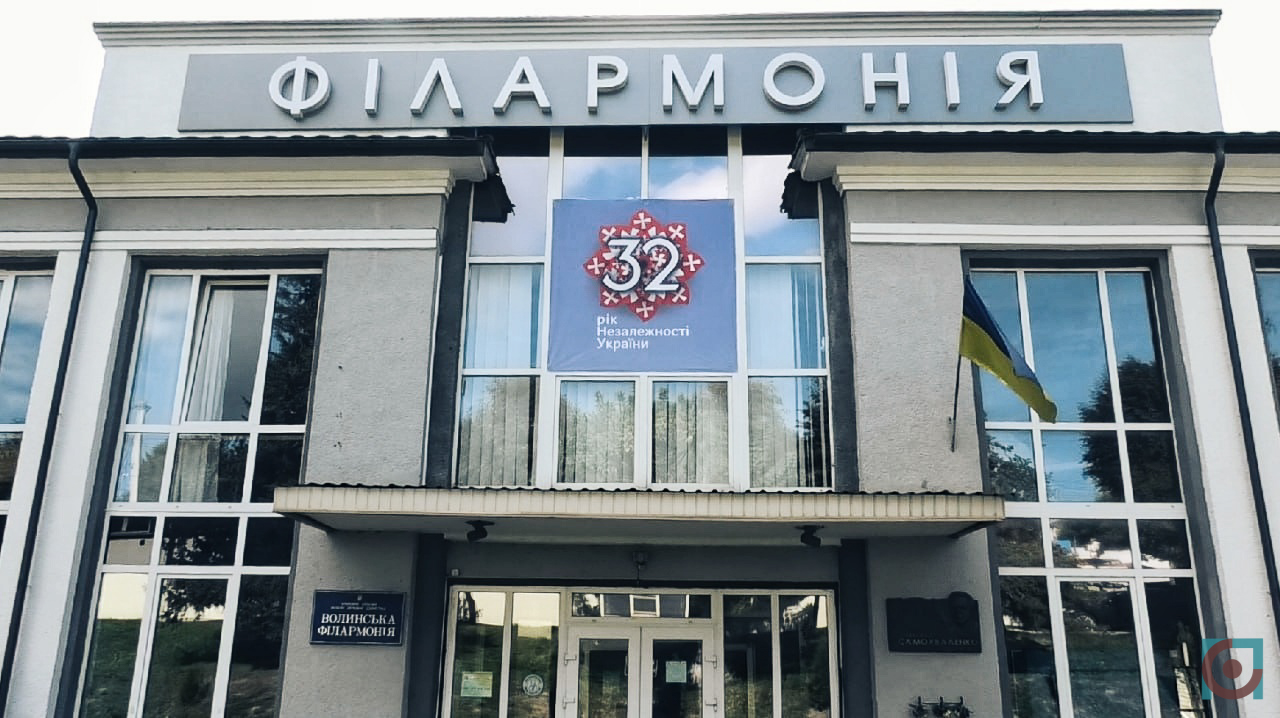 ФІЛАРМОНІЯ
32
рік
Незалежності
України
ВОЛИНСЬКА
ФІЛАРМОНІЯ